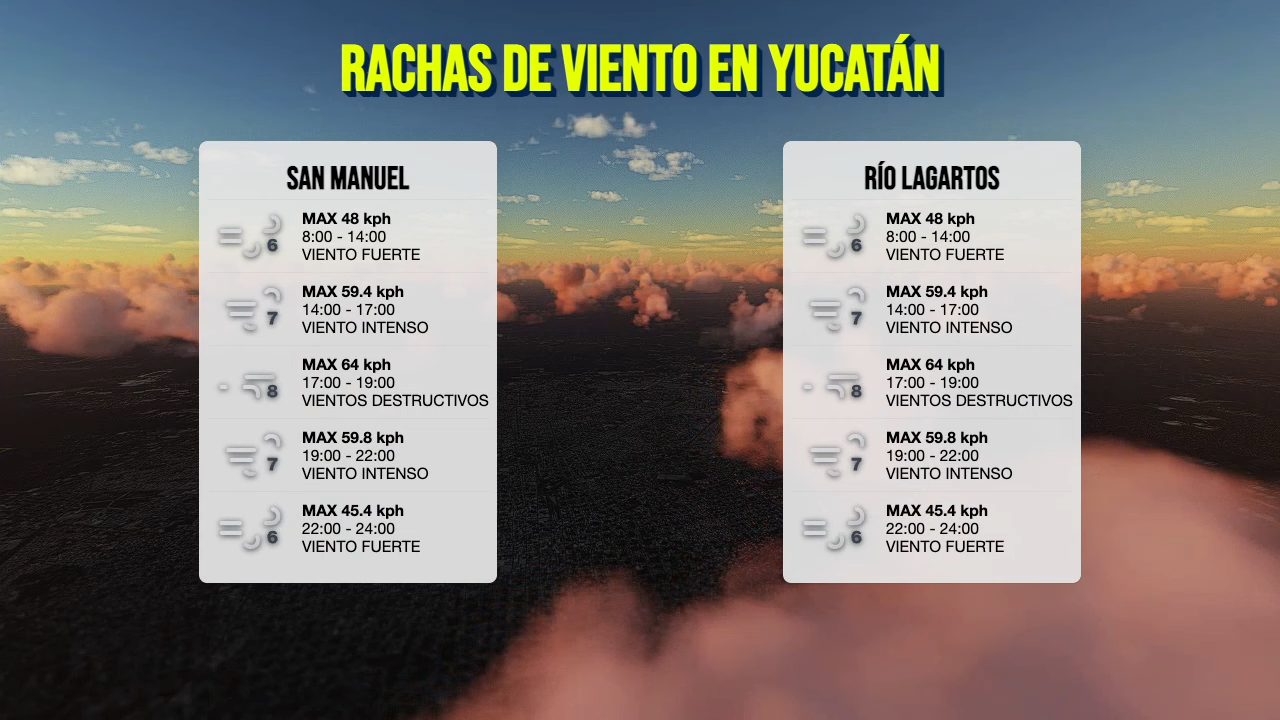 RACHAS DE VIENTO EN YUCATÁN
SAN MANUEL
MAX 48 kph
8:00 - 14:00
6
VIENTO FUERTE
MAX 59.4 kph
14:00 - 17:00
7
VIENTO INTENSO
MAX 64 kph
17:00 - 19:00
8
VIENTOS DESTRUCTIVOS
MAX 59.8 kph
19:00 - 22:00
7
VIENTO INTENSO
MAX 45.4 kph
22:00 - 24:00
6
VIENTO FUERTE
RÍO LAGARTOS
MAX 48 kph
8:00 - 14:00
6
VIENTO FUERTE
MAX 59.4 kph
14:00 - 17:00
7
VIENTO INTENSO
MAX 64 kph
17:00 - 19:00
8
VIENTOS DESTRUCTIVOS
MAX 59.8 kph
19:00 - 22:00
7
VIENTO INTENSO
MAX 45.4 kph
22:00 - 24:00
6
VIENTO FUERTE